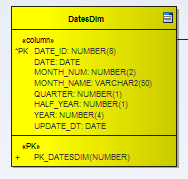 DatesDim
«column»
*PK DATE_ID: NUMBER(8)
DATE: DATE
MONTH_NUM: NUMBER(2)
MONTH_NAME: VARCHAR2(50)
QUARTER: NUMBER(1)
HALF_YEAR: NUMBER(1)
YEAR: NUMBER(4)
UPDATE_DT: DATE
«PK»
+ PK_DATESDIM(NUMBER)